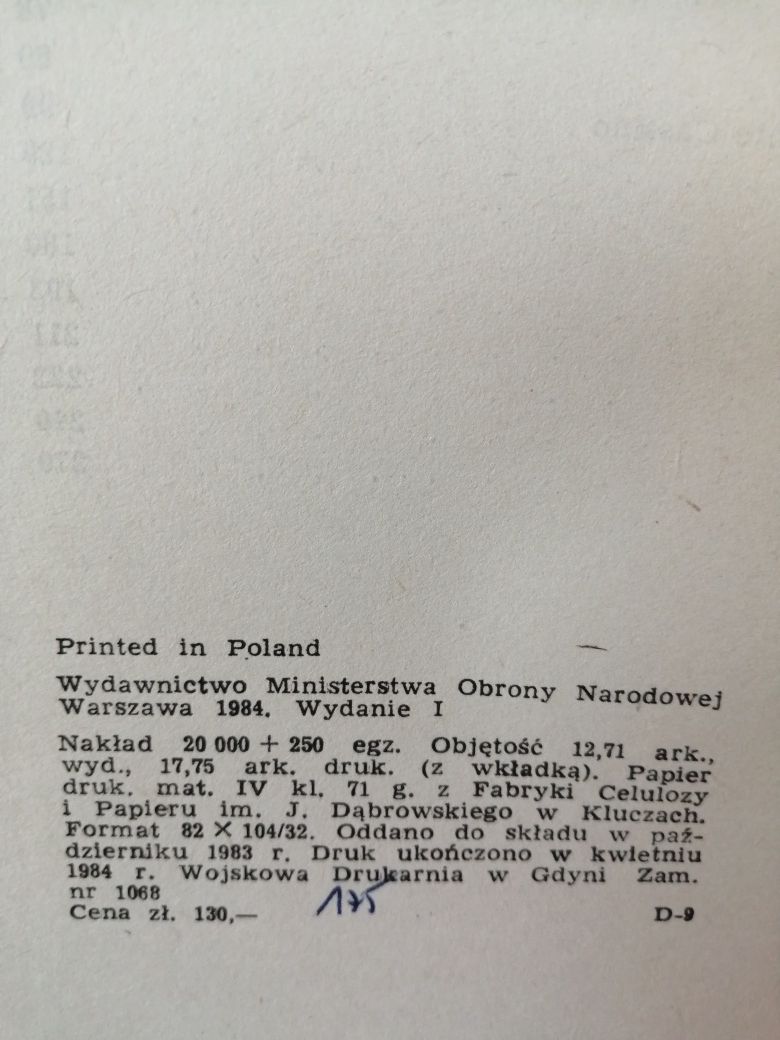 Printed in Poland
Wydawnictwo Ministerstwa Obrony Narodowej
Warszawa 1984. Wydanie I
Nakład 20 000 + 250 egz. Objętość 12,71 ark.,
wyd., 17,75 ark. druk. (z wkładką). Papier
druk. mat. IV kl. 71 g. z Fabryki Celulozy
i Papieru im. J. Dąbrowskiego w Kluczach.
Format 82 × 104/32. Oddano do składu w paź-
dzierniku 1983 r. Druk ukończono w kwietniu
1984 r. Wojskowa Drukarnia w Gdyni Zam.
nr 1068
Cena zł. 130,— 175 D-9